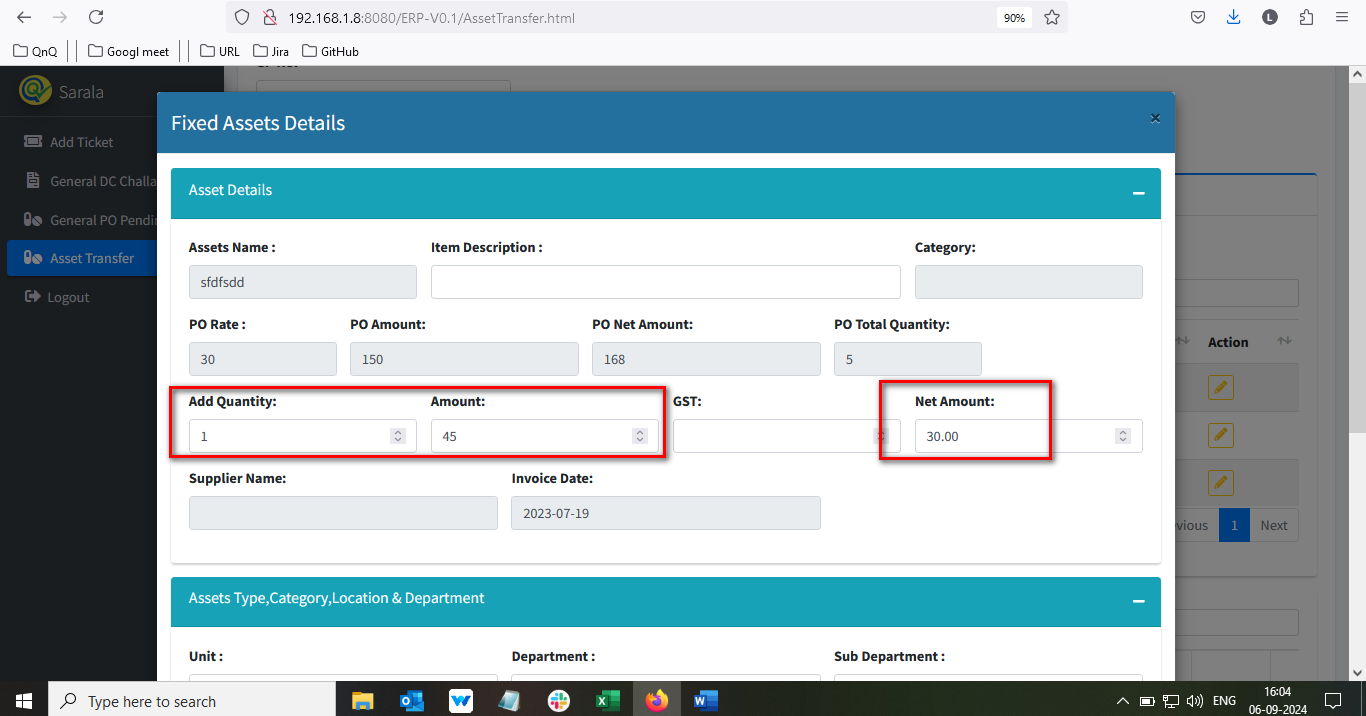 192.168.1.8:8080/ERP-V0.1/AssetTransfer.html
90%
L
QnQ
Googl meet
URL
Jira
GitHub
Sarala
Add Ticket
General DC Challa
General PO Pendin
Asset Transfer
Logout
Fixed Assets Details
×
Asset Details
Assets Name :
Item Description :
Category:
sfdfsdd
PO Rate :
PO Amount:
PO Net Amount:
PO Total Quantity:
30
150
168
5
Add Quantity:
Amount:
GST:
Net Amount:
1
45
30.00
Supplier Name:
Invoice Date:
2023-07-19
Action
vious
1
Next
Assets Type,Category,Location & Department
Unit :
Department :
Sub Department :
Type here to search
ENG
16:04
06-09-2024